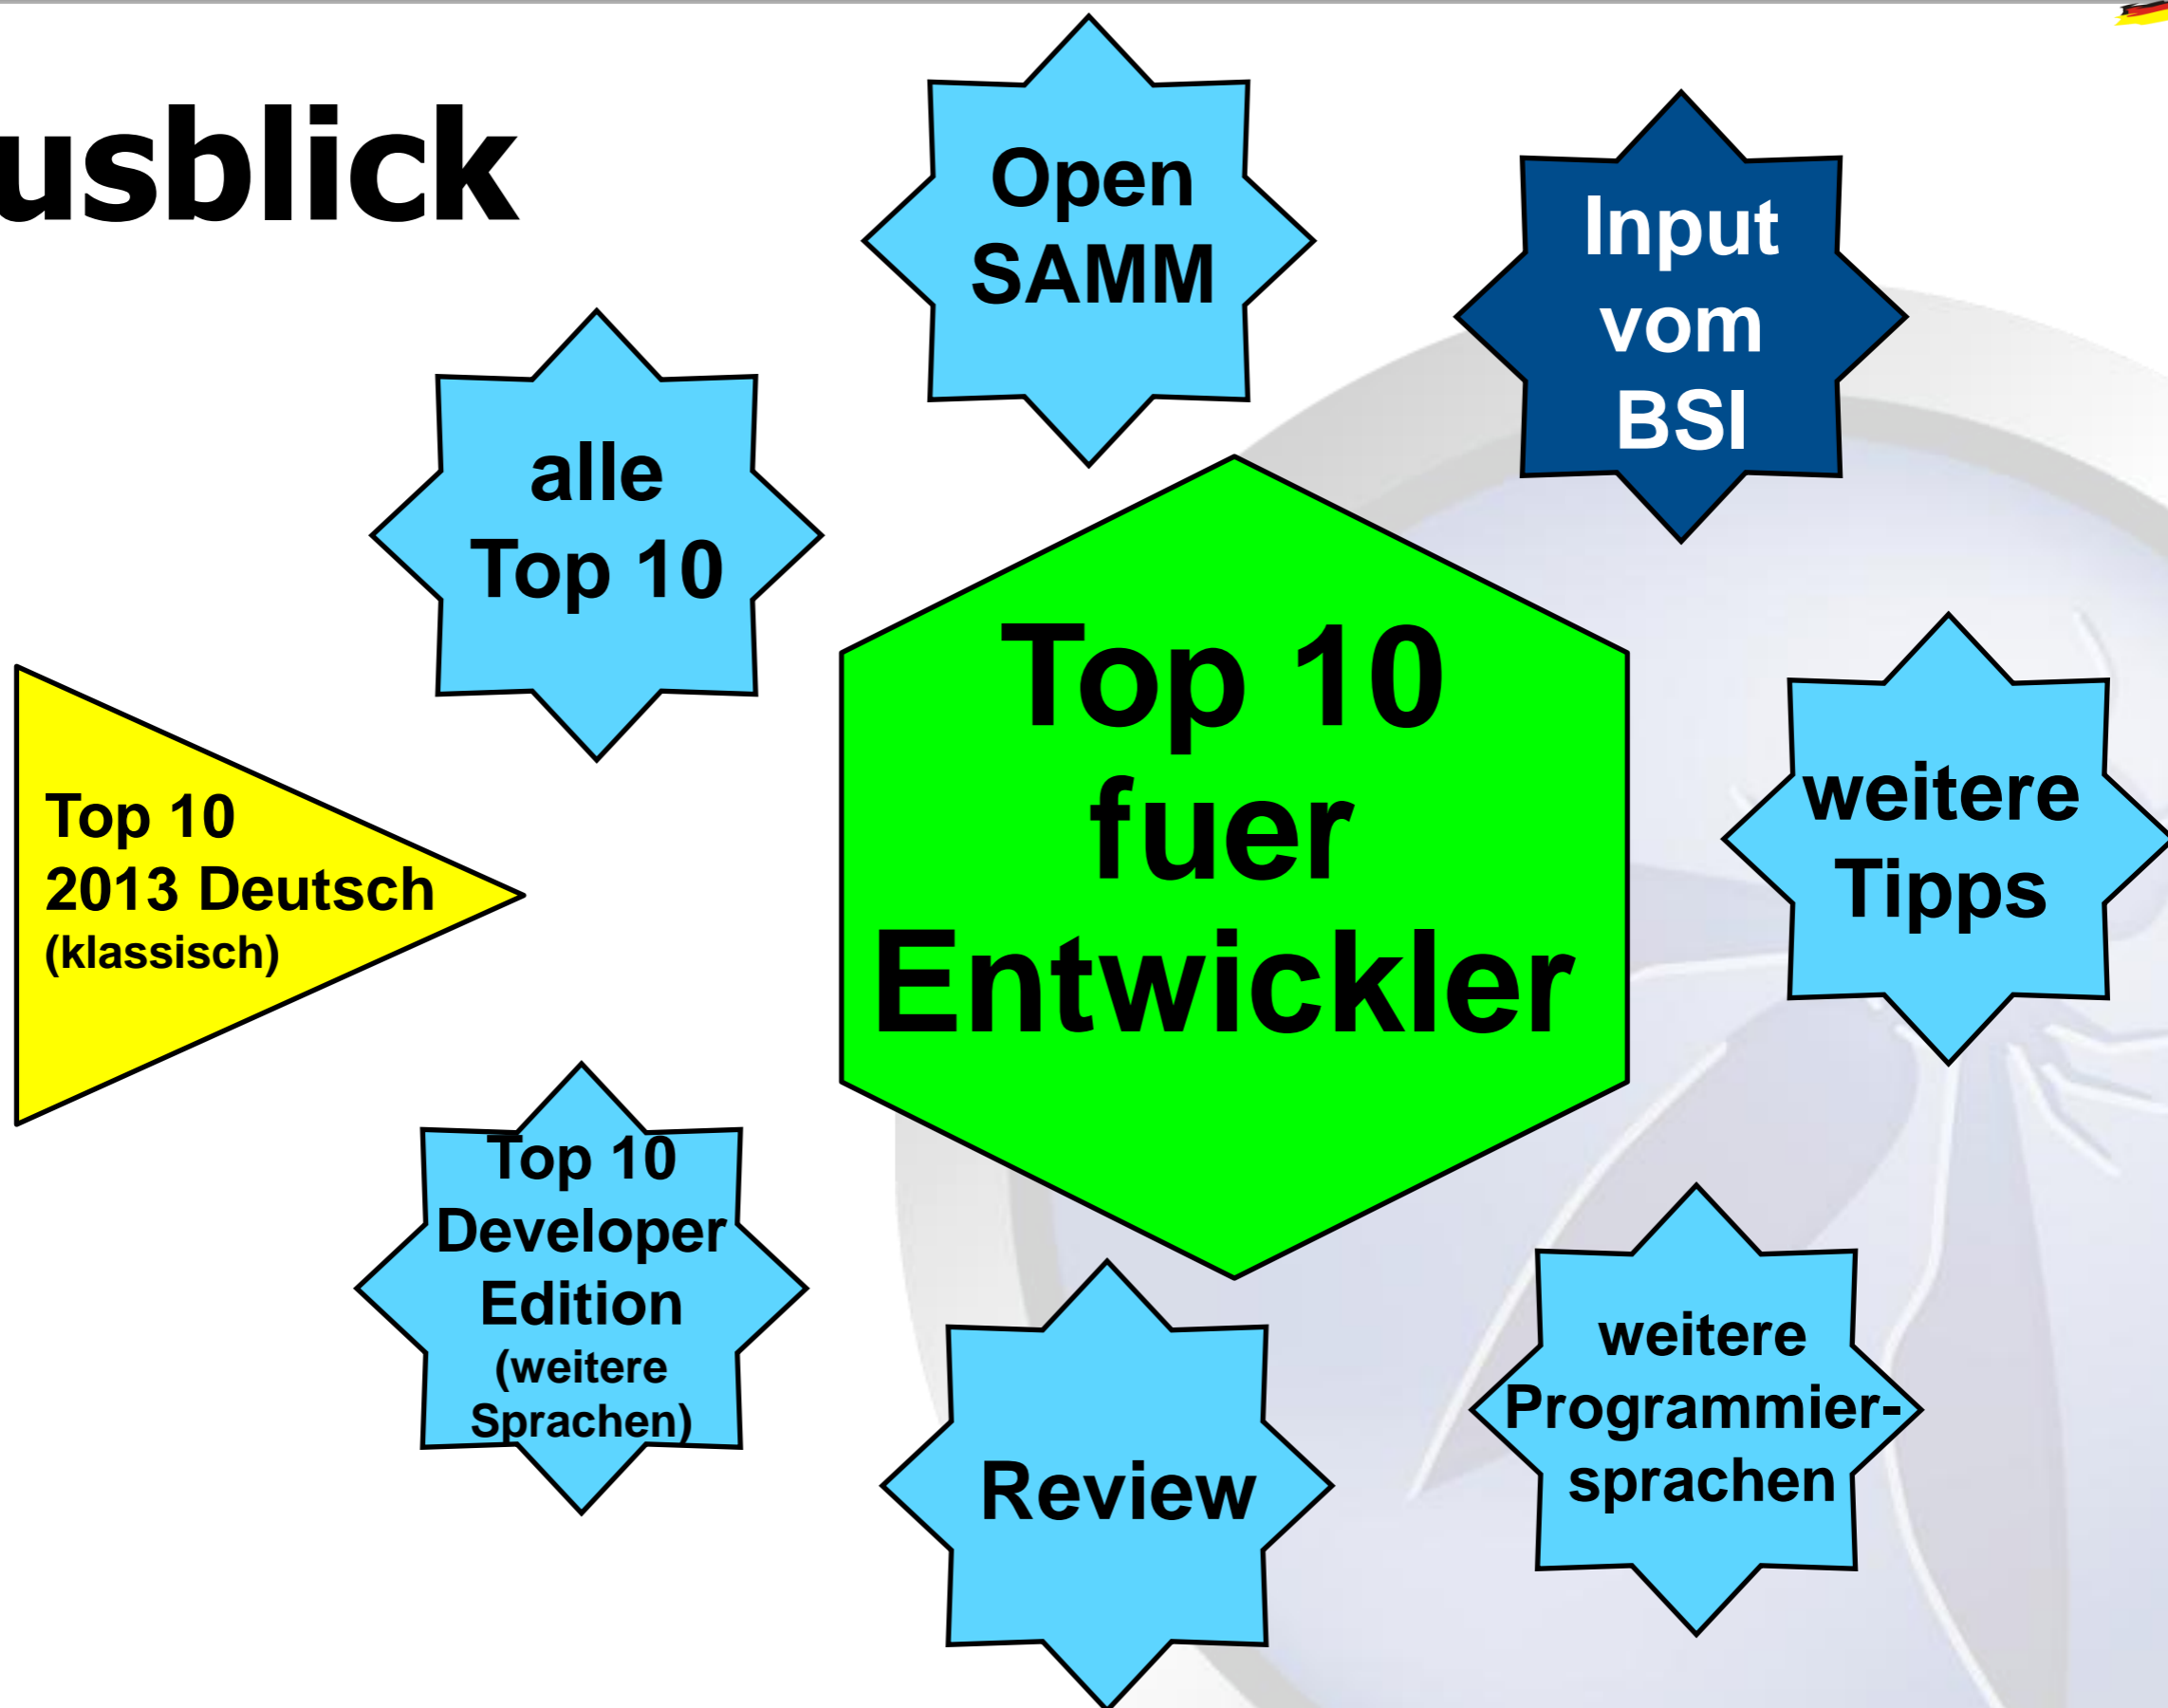 usblick
Open
SAMM
Input
vom
BSI
alle
Top 10
Top 10
fuer
Entwickler
weitere
Tipps
Top 10
2013 Deutsch
(klassisch)
Top 10
Developer
Edition
(weitere
Sprachen)
Review
weitere
Programmier-
sprachen